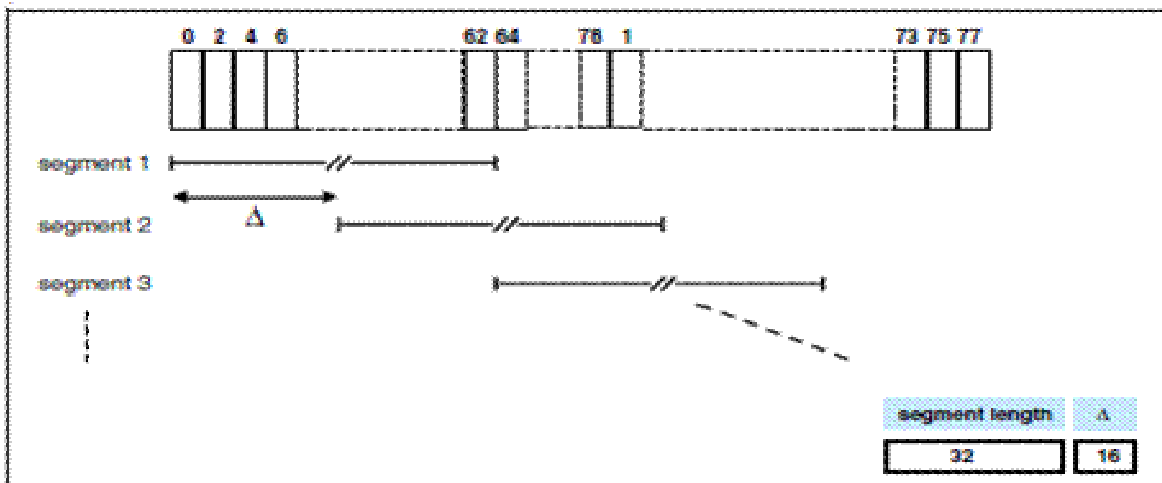 0 2 4 6 62 64 78 1 73 75 77
segment 1
Δ
segment 2
segment 3
segment length Δ
32 16